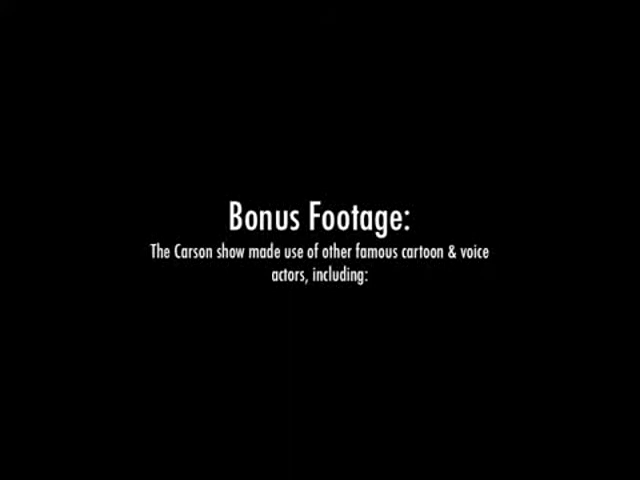 Bonus Footage:
The Carson show made use of other famous cartoon & voice
actors, including: